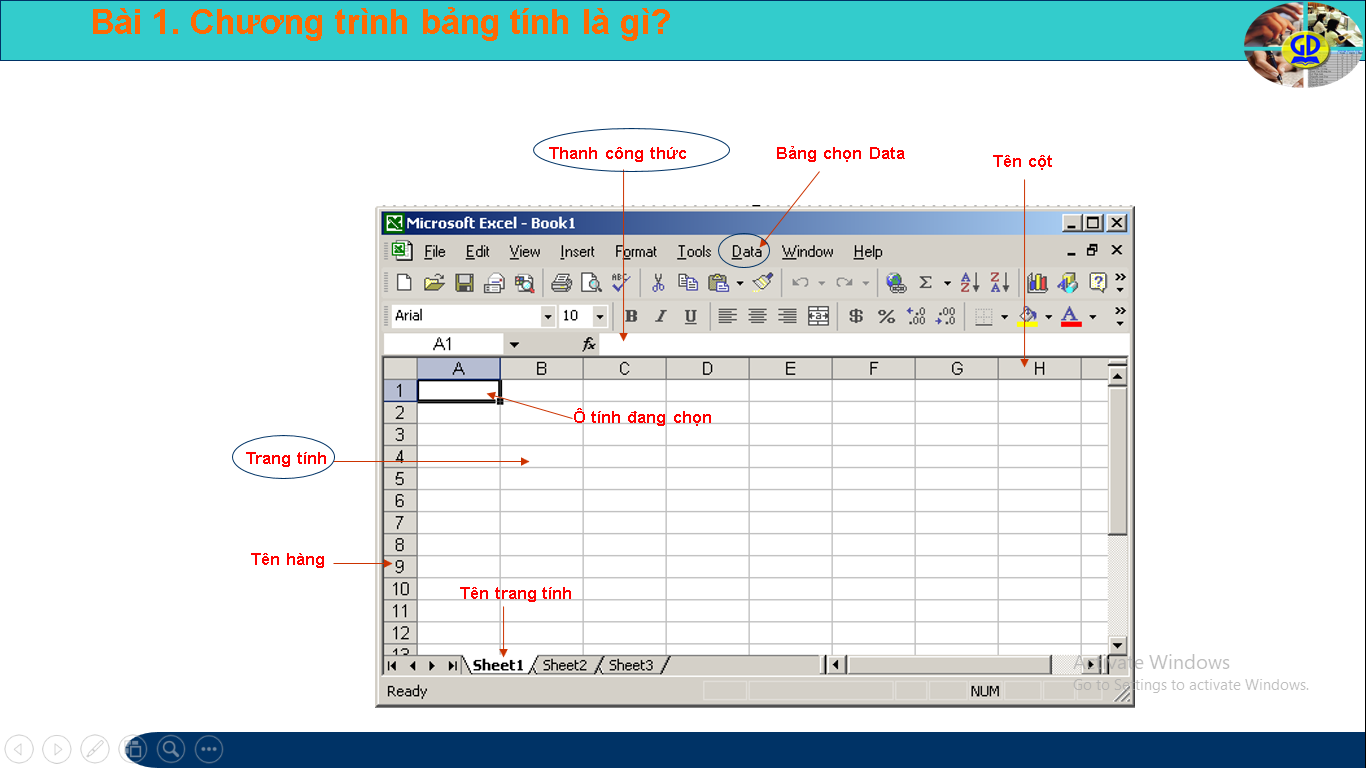 Bài 1. Chương trình bảng tính là gì?
GD
Thanh công thức
Bảng chọn Data
Tên cột
Microsoft Excel - Book1
File Edit View Insert Format Tools Data Window Help
Arial 10 B I U $ %
A1 fx
A B C D E F G H
1
Ô tính đang chọn
2
3
Trang tính
4
5
6
7
8
Tên hàng
9
10
Tên trang tính
11
12
13
Sheet1 Sheet2 Sheet3
Activate Windows
Go to Settings to activate Windows.
Ready NUM